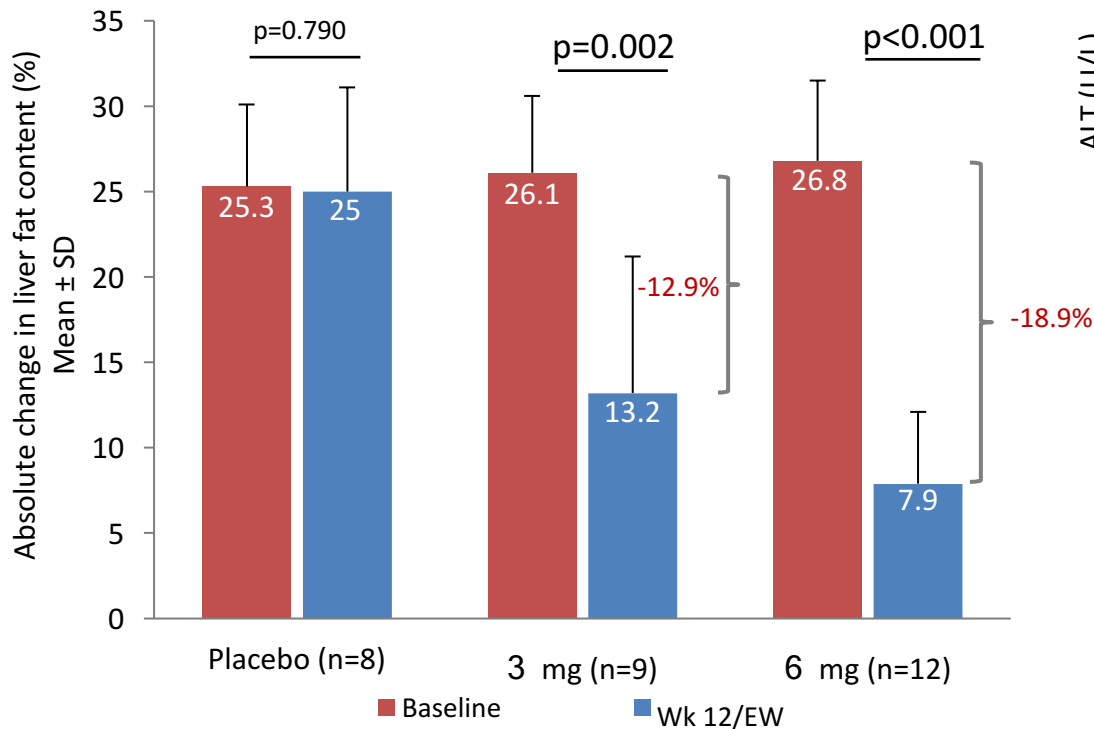 Absolute change in liver fat content (%)
Mean ± SD
35
30
25
20
15
10
5
0
p=0.790
p=0.002
p<0.001
25.3
25
26.1
13.2
-12.9%
26.8
7.9
-18.9%
Placebo (n=8)
3 mg (n=9)
6 mg (n=12)
Baseline
Wk 12/EW
ALT (U/L)